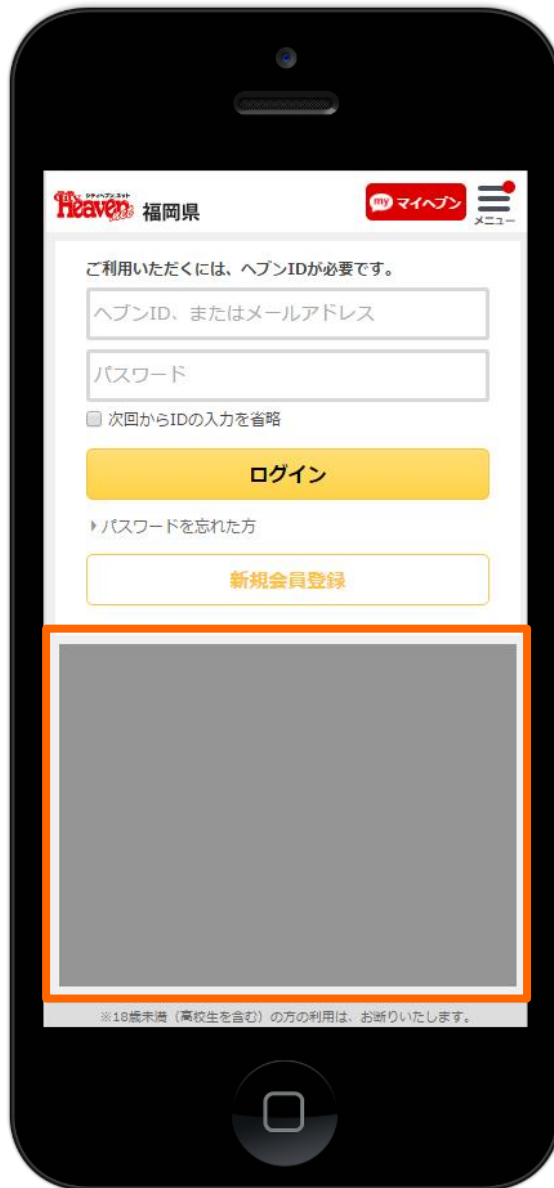 シティヘブンネット
Heaven
福岡県
my マイヘブン
メニュー
ご利用いただくには、ヘブンIDが必要です。
ヘブンID、またはメールアドレス
パスワード
次回からIDの入力を省略
ログイン
パスワードを忘れた方
新規会員登録
※18歳未満（高校生を含む）の方の利用は、お断りいたします。